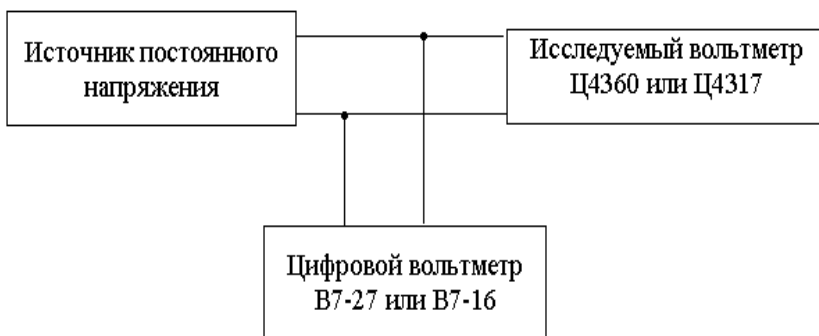 Источник постоянного
напряжения
Исследуемый вольтметр
Ц4360 или Ц4317
Цифровой вольтметр
В7-27 или В7-16